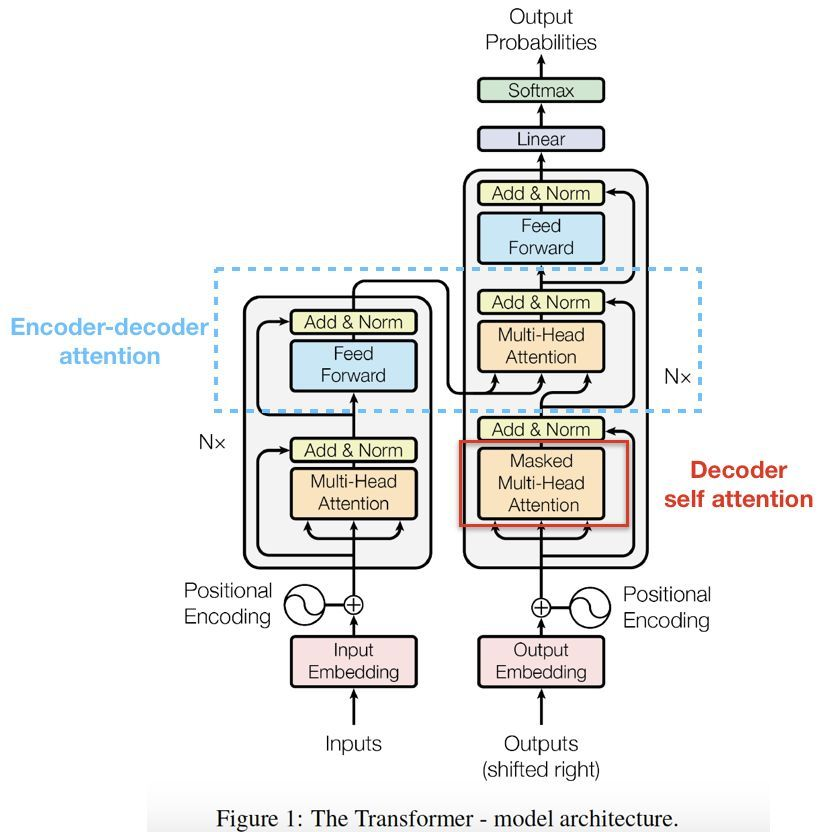 Output
Probabilities
Softmax
Linear
Add & Norm
Feed
Forward
Add & Norm
Multi-Head
Attention
N×
Add & Norm
Masked
Multi-Head
Attention
Decoder
self attention
Encoder-decoder
attention
Add & Norm
Feed
Forward
N×
Add & Norm
Multi-Head
Attention
Positional
Encoding
Positional
Encoding
Input
Embedding
Output
Embedding
Inputs
Outputs
(shifted right)
Figure 1: The Transformer - model architecture.